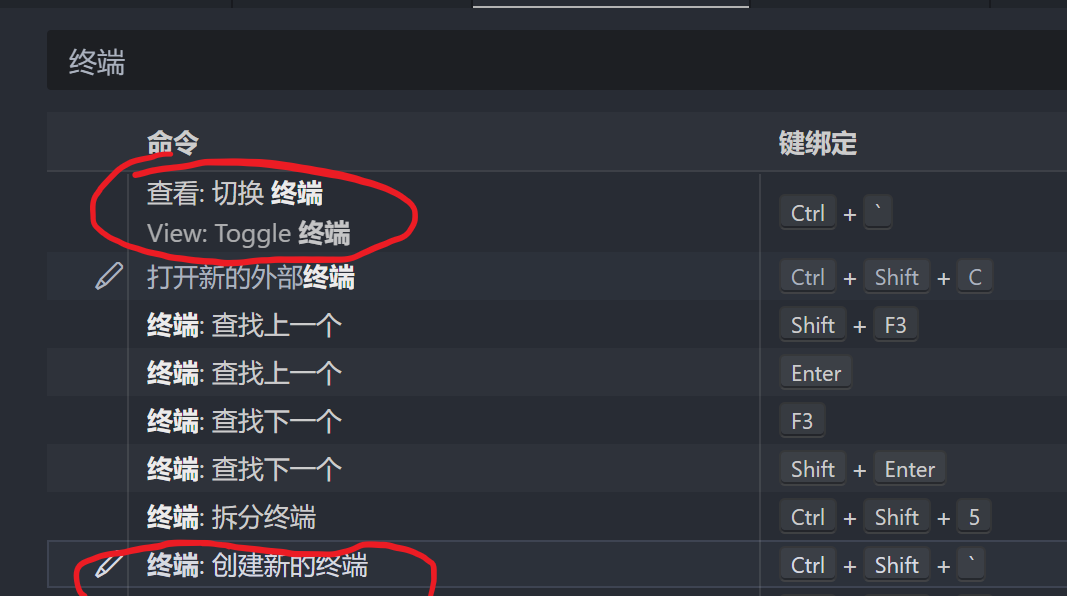 终端
命令 键绑定
查看: 切换 终端
View: Toggle 终端
Ctrl + `
打开新的外部终端 Ctrl + Shift + C
终端: 查找上一个 Shift + F3
终端: 查找上一个 Enter
终端: 查找下一个 F3
终端: 查找下一个 Shift + Enter
终端: 拆分终端 Ctrl + Shift + 5
终端: 创建新的终端 Ctrl + Shift + `